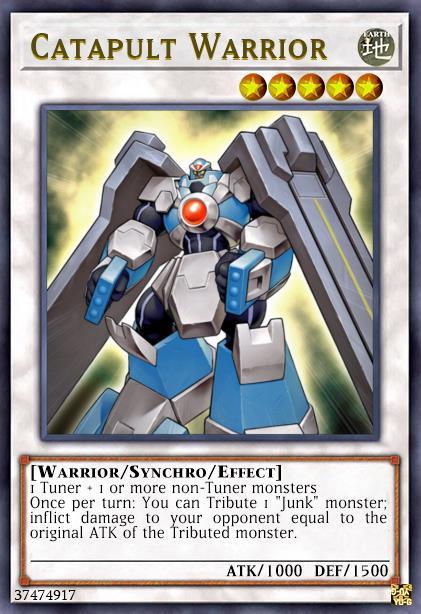 CATAPULT WARRIOR
EARTH
地
[WARRIOR/SYNCHRO/EFFECT]
1 Tuner + 1 or more non-Tuner monsters
Once per turn: You can Tribute 1 "Junk" monster;
inflict damage to your opponent equal to the
original ATK of the Tributed monster.
ATK/1000 DEF/1500
37474917